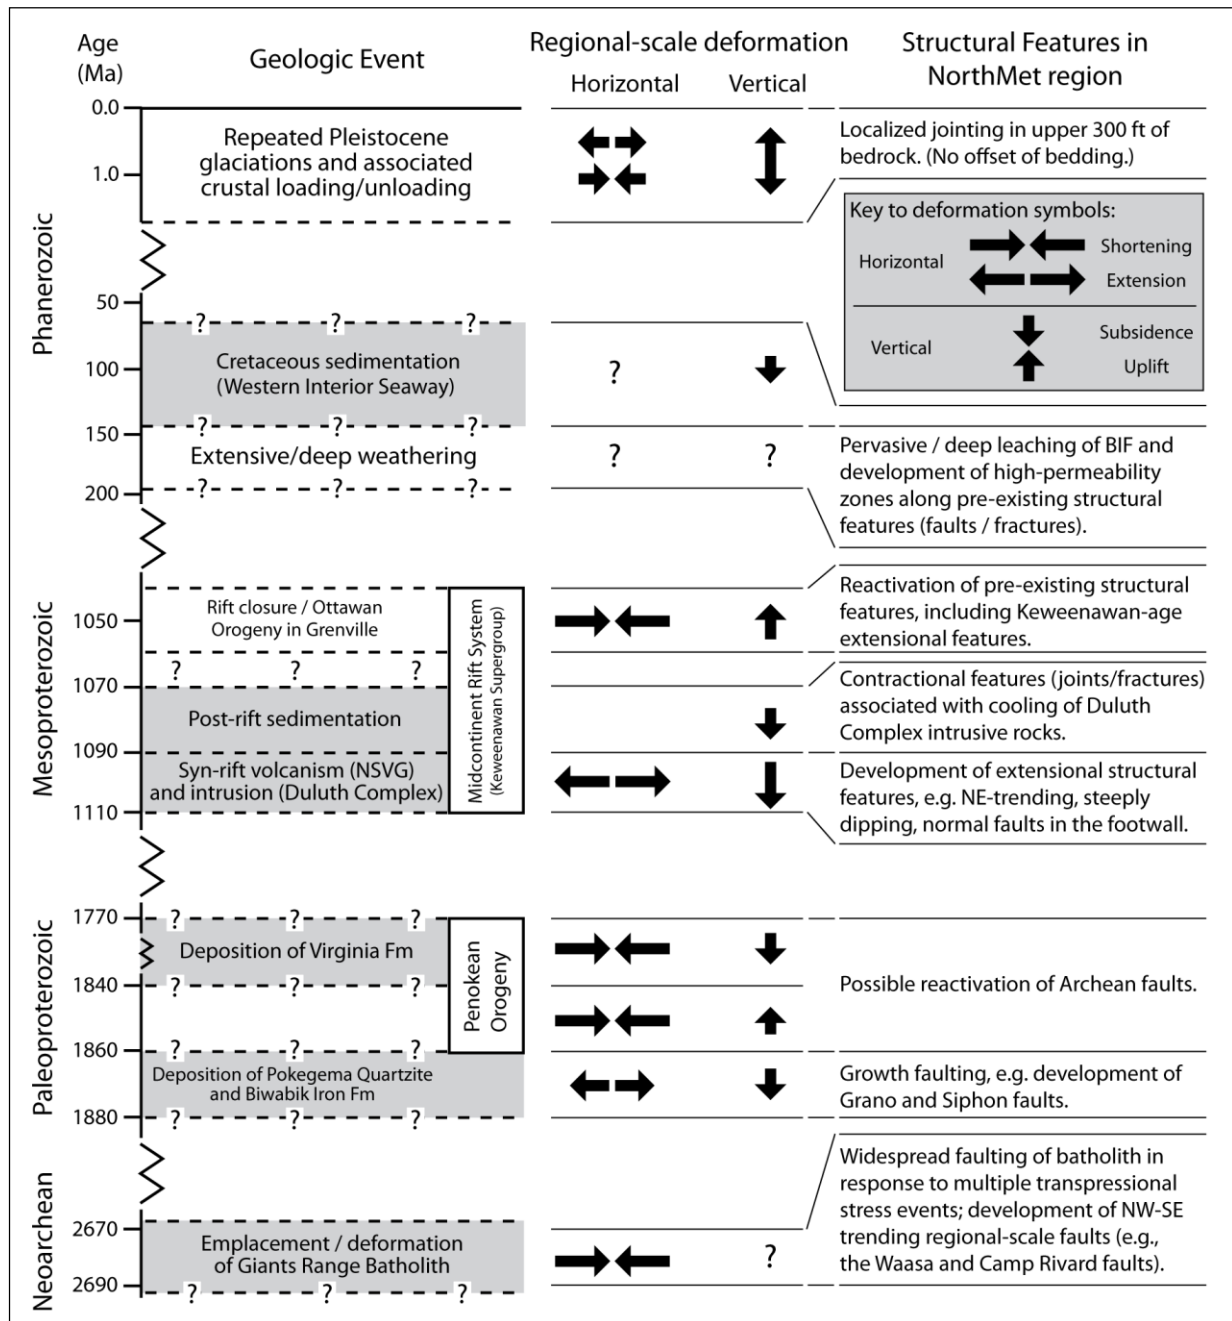 Age
(Ma)
Geologic Event
Regional-scale deformation
Horizontal
Vertical
Structural Features in
NorthMet region
Phanerozoic
0.0
1.0
Repeated Pleistocene
glaciations and associated
crustal loading/unloading
Localized jointing in upper 300 ft of
bedrock. (No offset of bedding.)
Key to deformation symbols:
Horizontal
Shortening
Extension
Vertical
Subsidence
Uplift
50
? ? ?
100
Cretaceous sedimentation
(Western Interior Seaway)
?
? ? ?
150
Extensive/deep weathering
? ?
? ? ?
200
Pervasive / deep leaching of BIF and
development of high-permeability
zones along pre-existing structural
features (faults / fractures).
Mesoproterozoic
1050
Rift closure / Ottawan
Orogeny in Grenville
Midcontinent Rift System
(Keweenawan Supergroup)
Reactivation of pre-existing structural
features, including Keweenawan-age
extensional features.
? ? ?
1070
Post-rift sedimentation
Contractional features (joints/fractures)
associated with cooling of Duluth
Complex intrusive rocks.
1090
Syn-rift volcanism (NSVG)
and intrusion (Duluth Complex)
1110
Development of extensional structural
features, e.g. NE-trending, steeply
dipping, normal faults in the footwall.
Paleoproterozoic
1770
? ? ?
Deposition of Virginia Fm
1840
? ? ?
Penokean
Orogeny
Possible reactivation of Archean faults.
1860
? ? ?
Deposition of Pokegema Quartzite
and Biwabik Iron Fm
1880
? ? ?
Growth faulting, e.g. development of
Grano and Siphon faults.
Neoarchean
2670
Emplacement / deformation
of Giants Range Batholith
?
2690
? ? ?
Widespread faulting of batholith in
response to multiple transpressional
stress events; development of NW-SE
trending regional-scale faults (e.g.,
the Waasa and Camp Rivard faults).